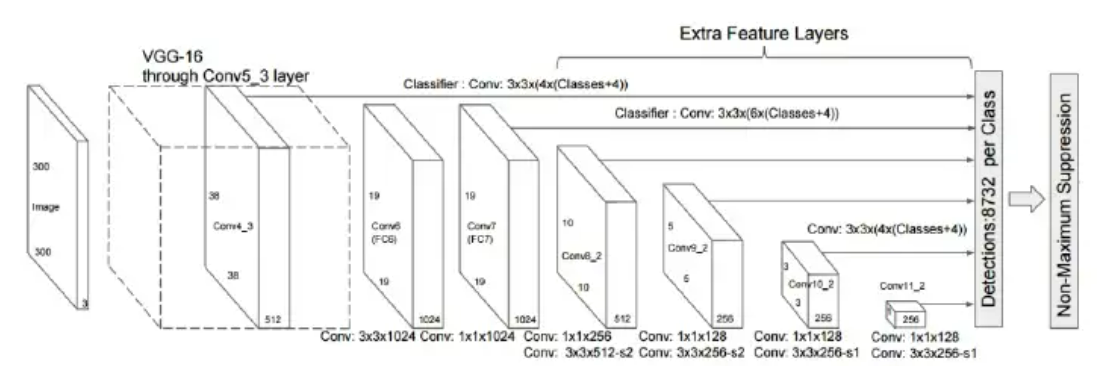 Extra Feature Layers
VGG-16
through Conv5_3 layer
Classifier : Conv: 3x3x(4x(Classes+4))
Classifier : Conv: 3x3x(6x(Classes+4))
300
Image
300
3
38
Conv4_3
38
512
19
Conv6
(FC6)
19
1024
19
Conv7
(FC7)
19
1024
10
Conv8_2
10
512
5
Conv9_2
5
256
Conv: 3x3x(4x(Classes+4))
3
Conv10_2
3
256
Conv11_2
256
Detections:8732 per Class
Non-Maximum Suppression
Conv: 3x3x1024
Conv: 1x1x1024
Conv: 1x1x256
Conv: 3x3x512-s2
Conv: 1x1x128
Conv: 3x3x256-s2
Conv: 1x1x128
Conv: 3x3x256-s1
Conv: 1x1x128
Conv: 3x3x256-s1